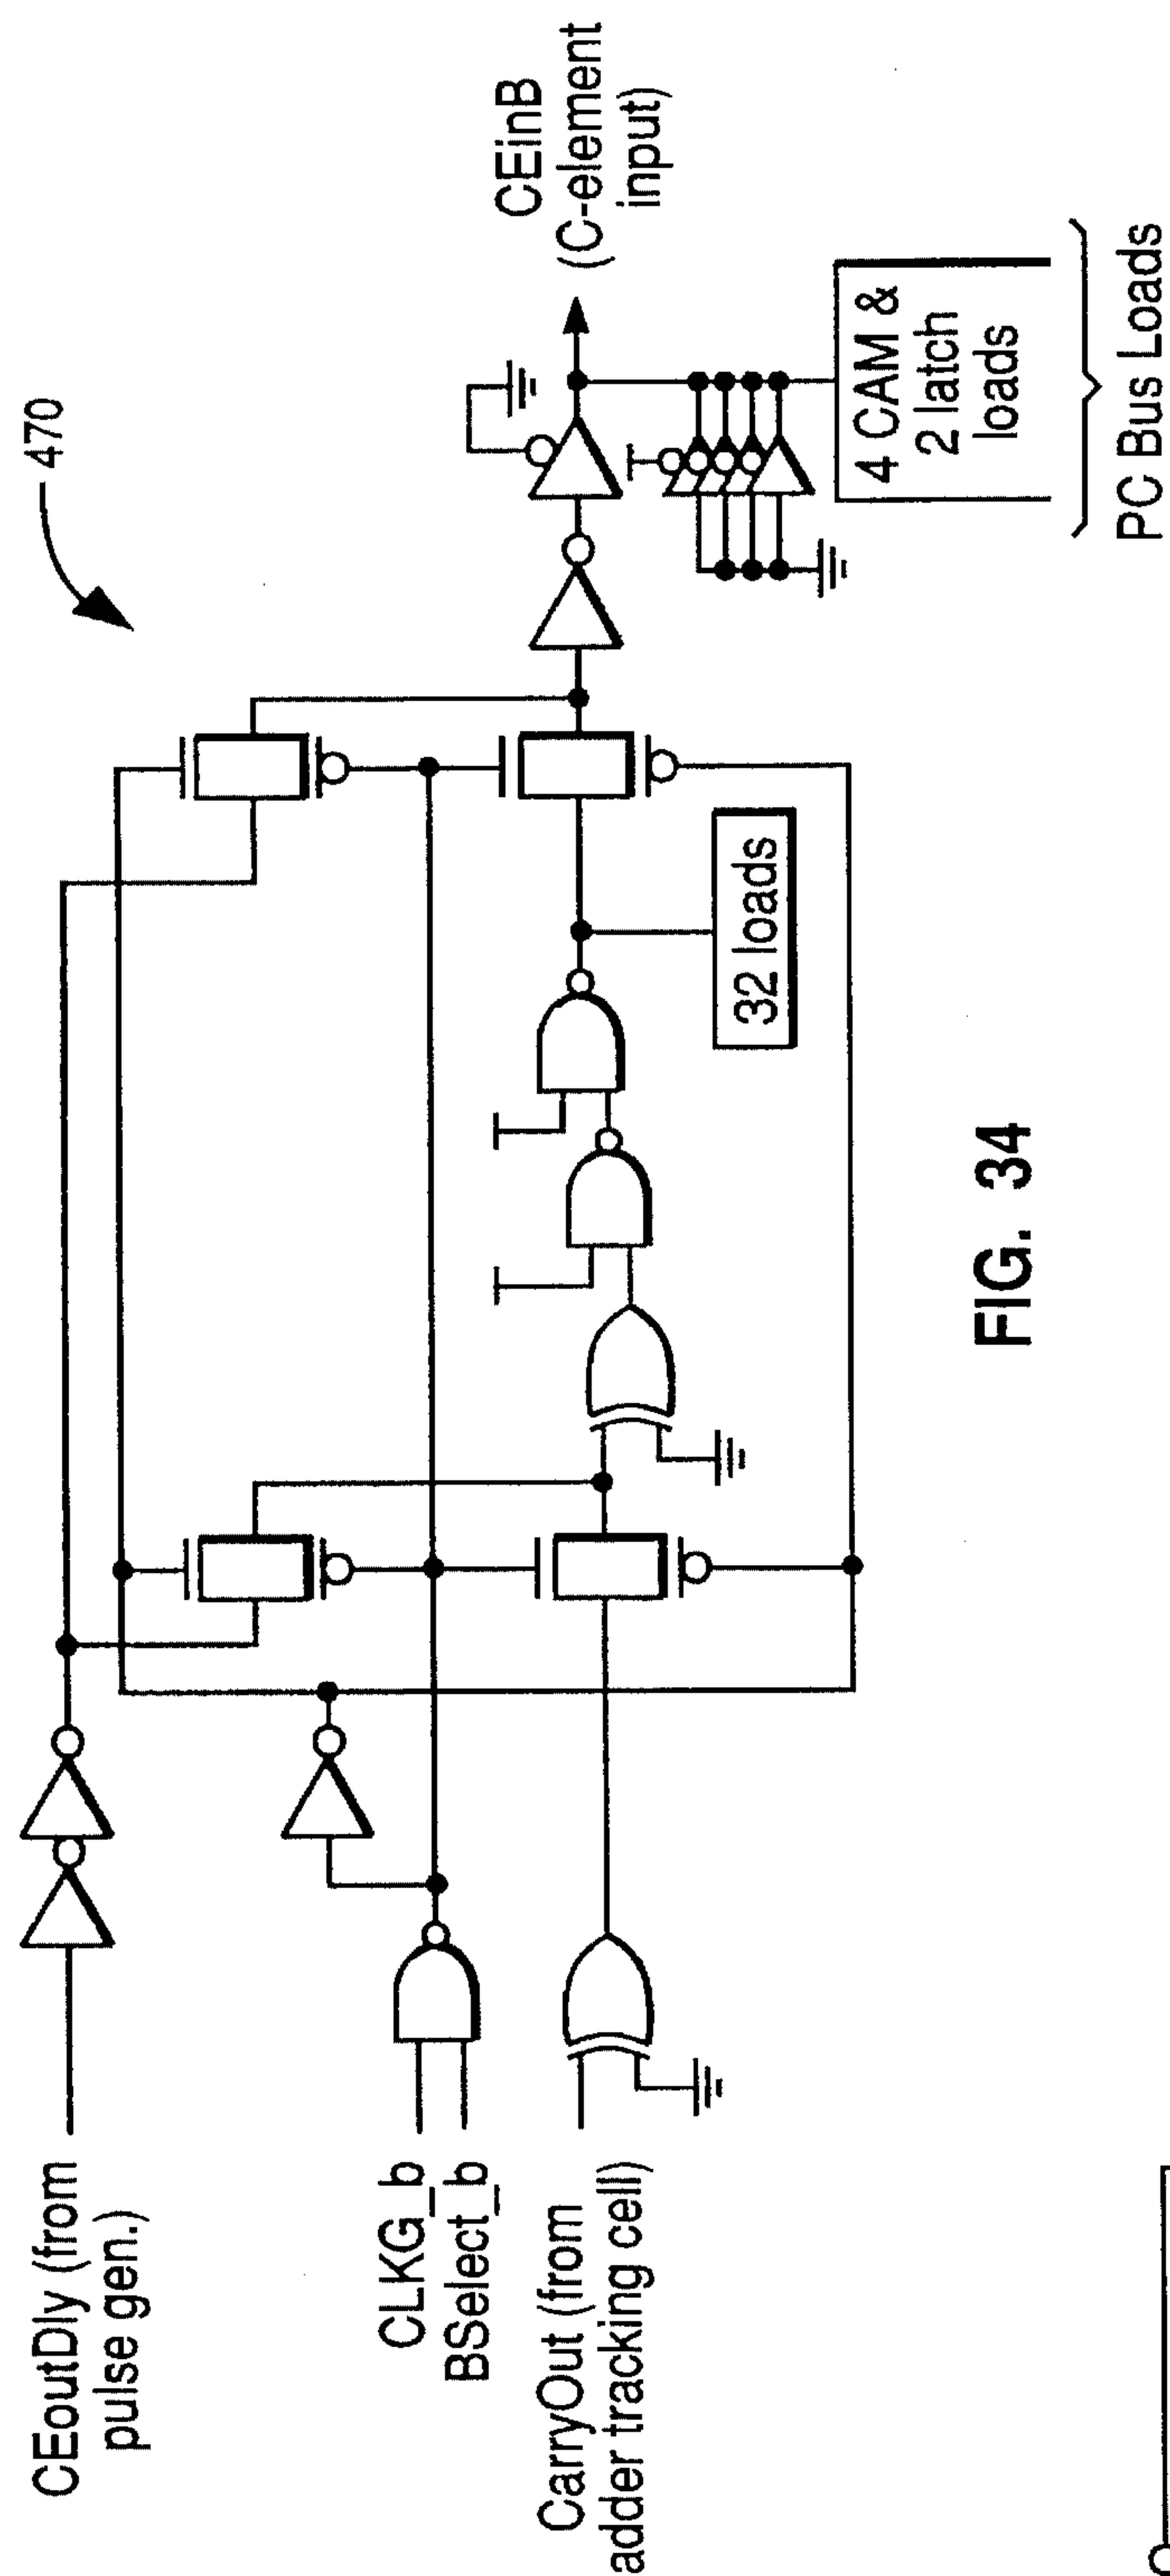 470
CEoutDly (from
pulse gen.)
CLKG_b
BSelect_b
CarryOut (from
adder tracking cell)
32 loads
CEinB
(C-element
input)
4 CAM &
2 latch
loads
PC Bus Loads
FIG. 34